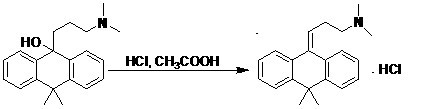 N
HO
HCl, CH3COOH
N
. HCl